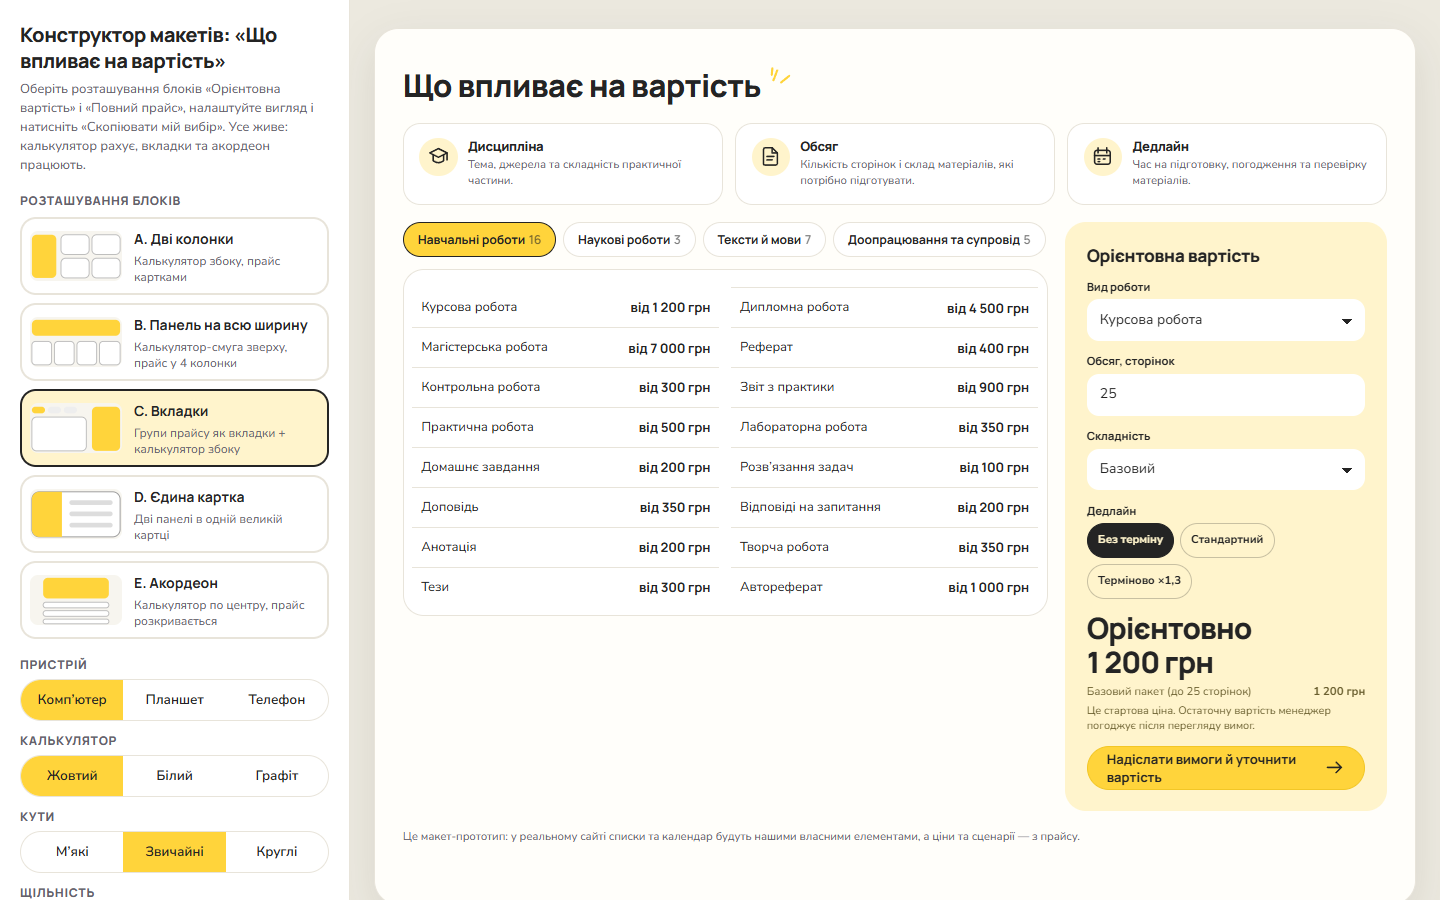 Конструктор макетів: «Що
впливає на вартість»
Оберіть розташування блоків «Орієнтовна
вартість» і «Повний прайс», налаштуйте вигляд і
натисніть «Скопіювати мій вибір». Усе живе:
калькулятор рахує, вкладки та акордеон
працюють.
РОЗТАШУВАННЯ БЛОКІВ
A. Дві колонки
Калькулятор збоку, прайс
картками
B. Панель на всю ширину
Калькулятор-смуга зверху,
прайс у 4 колонки
C. Вкладки
Групи прайсу як вкладки +
калькулятор збоку
D. Єдина картка
Дві панелі в одній великій
картці
E. Акордеон
Калькулятор по центру, прайс
розкривається
ПРИСТРІЙ
Комп'ютер Планшет Телефон
КАЛЬКУЛЯТОР
Жовтий Білий Графіт
КУТИ
М'які Звичайні Круглі
ЩІЛЬНІСТЬ
Що впливає на вартість
Дисципліна
Тема, джерела та складність практичної
частини.
Обсяг
Кількість сторінок і склад матеріалів, які
потрібно підготувати.
Дедлайн
Час на підготовку, погодження та перевірку
матеріалів.
Навчальні роботи 16 Наукові роботи 3 Тексти й мови 7 Доопрацювання та супровід 5
Курсова робота від 1 200 грн Дипломна робота від 4 500 грн
Магістерська робота від 7 000 грн Реферат від 400 грн
Контрольна робота від 300 грн Звіт з практики від 900 грн
Практична робота від 500 грн Лабораторна робота від 350 грн
Домашнє завдання від 200 грн Розв'язання задач від 100 грн
Доповідь від 350 грн Відповіді на запитання від 200 грн
Анотація від 200 грн Творча робота від 350 грн
Тези від 300 грн Автореферат від 1 000 грн
Орієнтовна вартість
Вид роботи
Курсова робота
Обсяг, сторінок
25
Складність
Базовий
Дедлайн
Без терміну Стандартний
Терміново ×1,3
Орієнтовно
1 200 грн
Базовий пакет (до 25 сторінок) 1 200 грн
Це стартова ціна. Остаточну вартість менеджер
погоджує після перегляду вимог.
Надіслати вимоги й уточнити
вартість
Це макет-прототип: у реальному сайті списки та календар будуть нашими власними елементами, а ціни та сценарії — з прайсу.